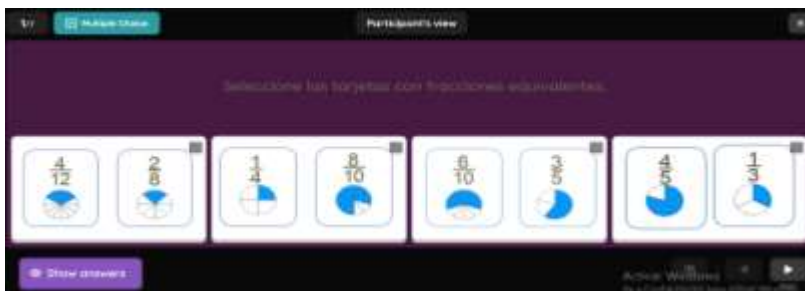 Multiple Choice
Participant's view
Seleccione las tarjetas con fracciones equivalentes.
4/12 2/8
1/4 8/10
6/10 3/5
4/5 1/3
Show answers
Activar Windows